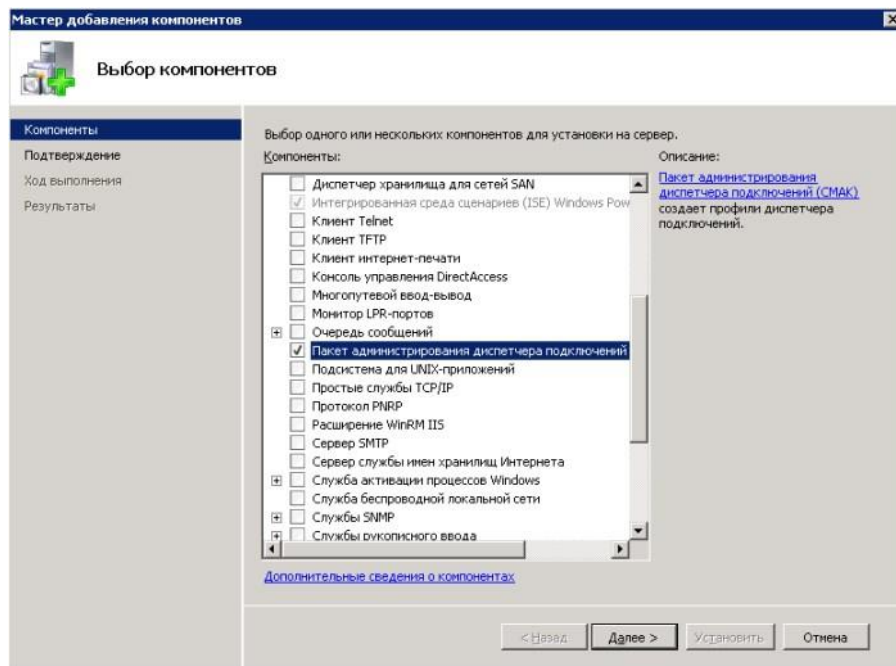 Мастер добавления компонентов
Выбор компонентов
Компоненты
Подтверждение
Ход выполнения
Результаты
Выбор одного или нескольких компонентов для установки на сервер.
Компоненты:
Диспетчер хранилища для сетей SAN
Интегрированная среда сценариев (ISE) Windows Pow
Клиент Telnet
Клиент TFTP
Клиент интернет-печати
Консоль управления DirectAccess
Многопутевой ввод-вывод
Монитор LPR-портов
Очередь сообщений
Пакет администрирования диспетчера подключений
Подсистема для UNIX-приложений
Простые службы TCP/IP
Протокол PNRP
Расширение WinRM IIS
Сервер SMTP
Сервер службы имен хранилищ Интернета
Служба активации процессов Windows
Служба беспроводной локальной сети
Службы SNMP
Службы рукописного ввода
Описание:
Пакет администрирования
диспетчера подключений (CMAK)
создает профили диспетчера
подключений.
Дополнительные сведения о компонентах
< Назад
Далее >
Установить
Отмена